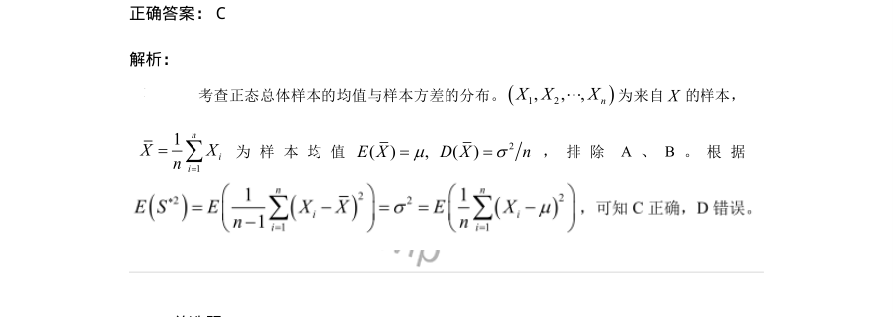 正确答案： C
解析：
考查正态总体样本的均值与样本方差的分布。(X₁, X₂, ⋯, Xₙ) 为来自 X 的样本，
X̄ = 1/n ∑ᵢ₌₁ⁿ Xᵢ 为样本均值 E(X̄) = μ, D(X̄) = σ²/n ，排除 A 、 B 。根据
E(S*²) = E(1/(n−1) ∑ᵢ₌₁ⁿ (Xᵢ − X̄)²) = σ² = E(1/n ∑ᵢ₌₁ⁿ (Xᵢ − μ)²)，可知 C 正确，D 错误。